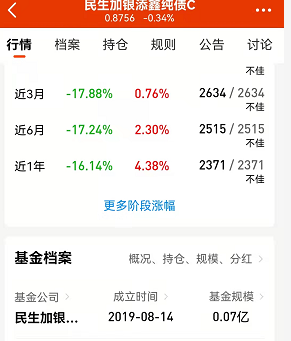 民生加银添鑫纯债C
0.8756 -0.34%
行情 档案 持仓 规则 公告 讨论
不佳
近3月 -17.88% 0.76% 2634 / 2634
不佳
近6月 -17.24% 2.30% 2515 / 2515
不佳
近1年 -16.14% 4.38% 2371 / 2371
不佳
更多阶段涨幅
基金档案 概况、持仓、规模、分红
基金公司 成立时间 基金规模
民生加银... 2019-08-14 0.07亿